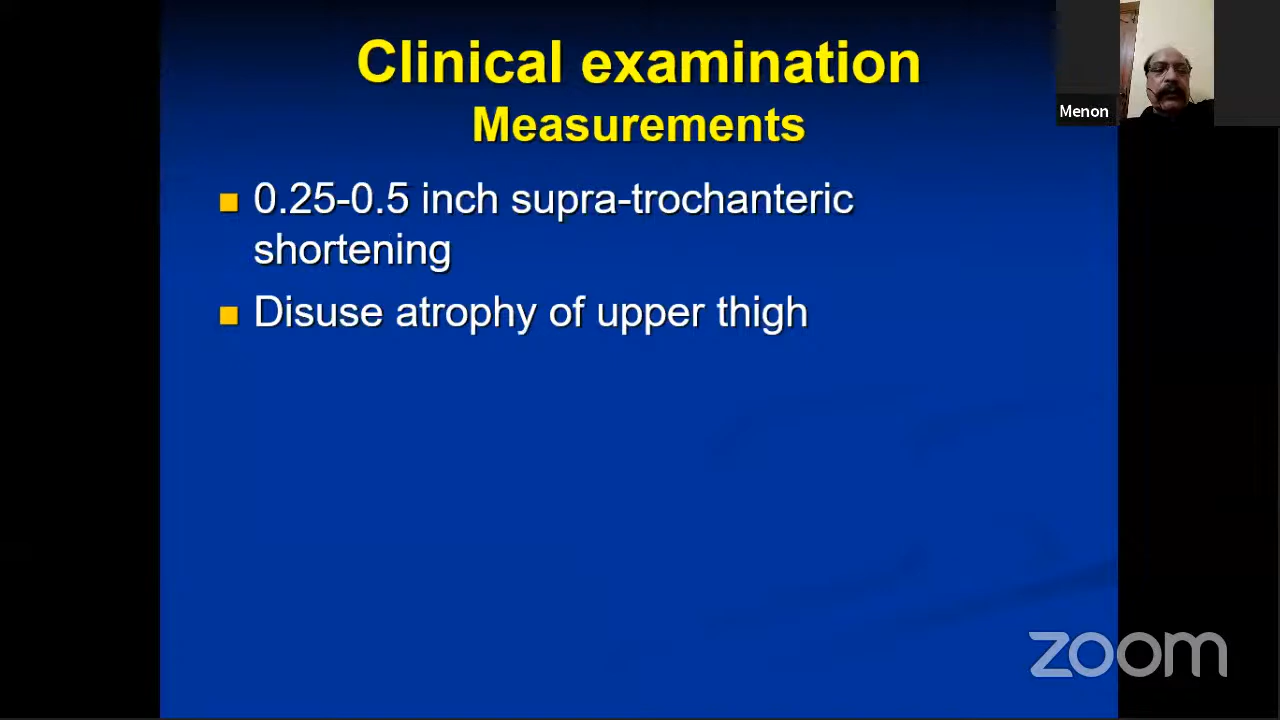 Clinical examination
Measurements
0.25-0.5 inch supra-trochanteric
shortening
Disuse atrophy of upper thigh
Menon
zoom